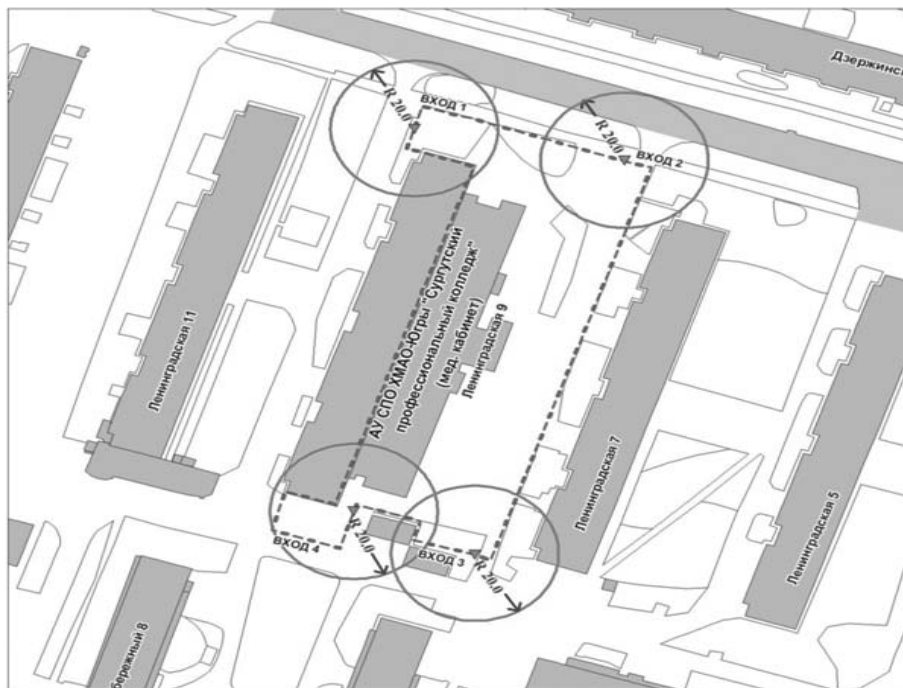 Дзержинс
ВХОД 1
R 20.0
R 20.0
ВХОД 2
Ленинградская 11
АУ СПО ХМАО-Югры "Сургутский
профессиональный колледж"
(мед. кабинет)
Ленинградская 9
Ленинградская 7
Ленинградская 5
ВХОД 4
R 20.0
ВХОД 3
R 20.0
бережный 8